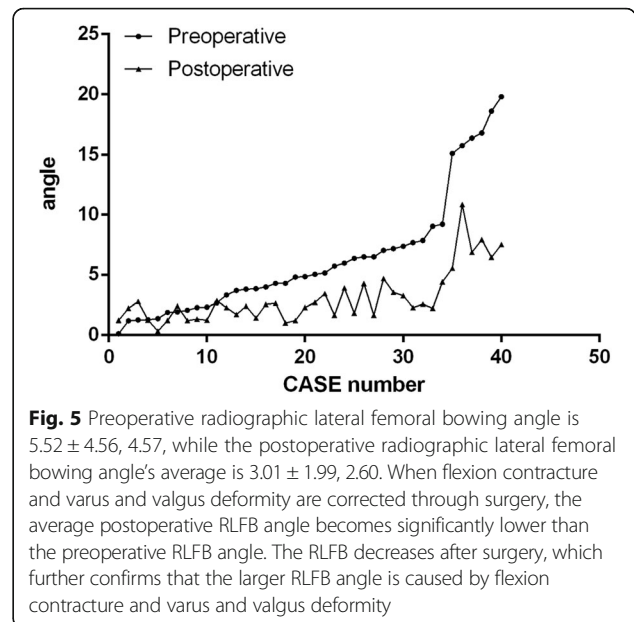 25
20
15
10
5
0
angle
Preoperative
Postoperative
0 10 20 30 40 50
CASE number
Fig. 5 Preoperative radiographic lateral femoral bowing angle is
5.52 ± 4.56, 4.57, while the postoperative radiographic lateral femoral
bowing angle's average is 3.01 ± 1.99, 2.60. When flexion contracture
and varus and valgus deformity are corrected through surgery, the
average postoperative RLFB angle becomes significantly lower than
the preoperative RLFB angle. The RLFB decreases after surgery, which
further confirms that the larger RLFB angle is caused by flexion
contracture and varus and valgus deformity